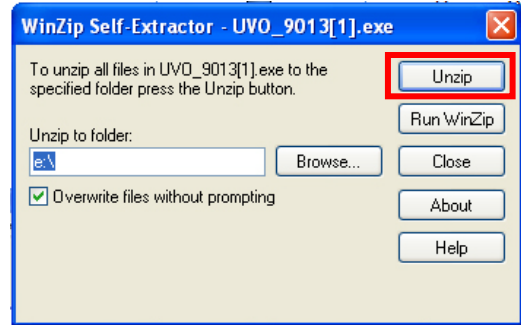 WinZip Self-Extractor - UVO_9013[1].exe
To unzip all files in UVO_9013[1].exe to the
specified folder press the Unzip button.
Unzip to folder:
e:\
Browse...
Overwrite files without prompting
Unzip
Run WinZip
Close
About
Help